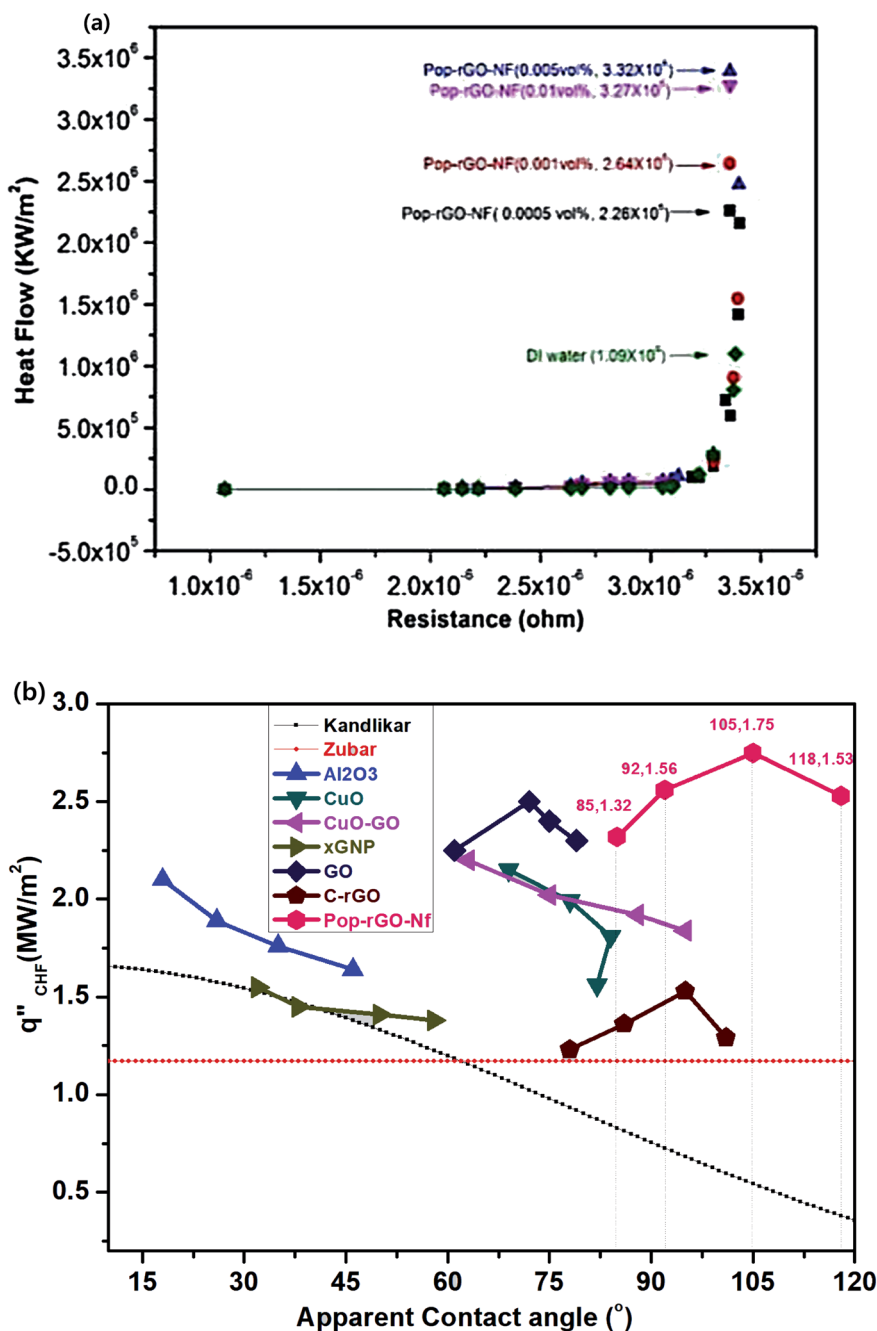 (a)
3.5x10⁶
3.0x10⁶
2.5x10⁶
2.0x10⁶
1.5x10⁶
1.0x10⁶
5.0x10⁵
0.0
-5.0x10⁵
Heat Flow (KW/m²)
Pop-rGO-NF(0.005vol%, 3.32X10
Pop-rGO-NF(0.01vol%, 3.27X10
Pop-rGO-NF(0.001vol%, 2.64X10
Pop-rGO-NF( 0.0005 vol%, 2.26X10
DI water (1.09X10
1.0x10⁻⁶ 1.5x10⁻⁶ 2.0x10⁻⁶ 2.5x10⁻⁶ 3.0x10⁻⁶ 3.5x10⁻⁶
Resistance (ohm)
(b)
3.0
2.5
2.0
1.5
1.0
0.5
q"CHF(MW/m²)
Kandlikar
Zubar
Al2O3
CuO
CuO-GO
xGNP
GO
C-rGO
Pop-rGO-Nf
85,1.32
92,1.56
105,1.75
118,1.53
15 30 45 60 75 90 105 120
Apparent Contact angle (°)